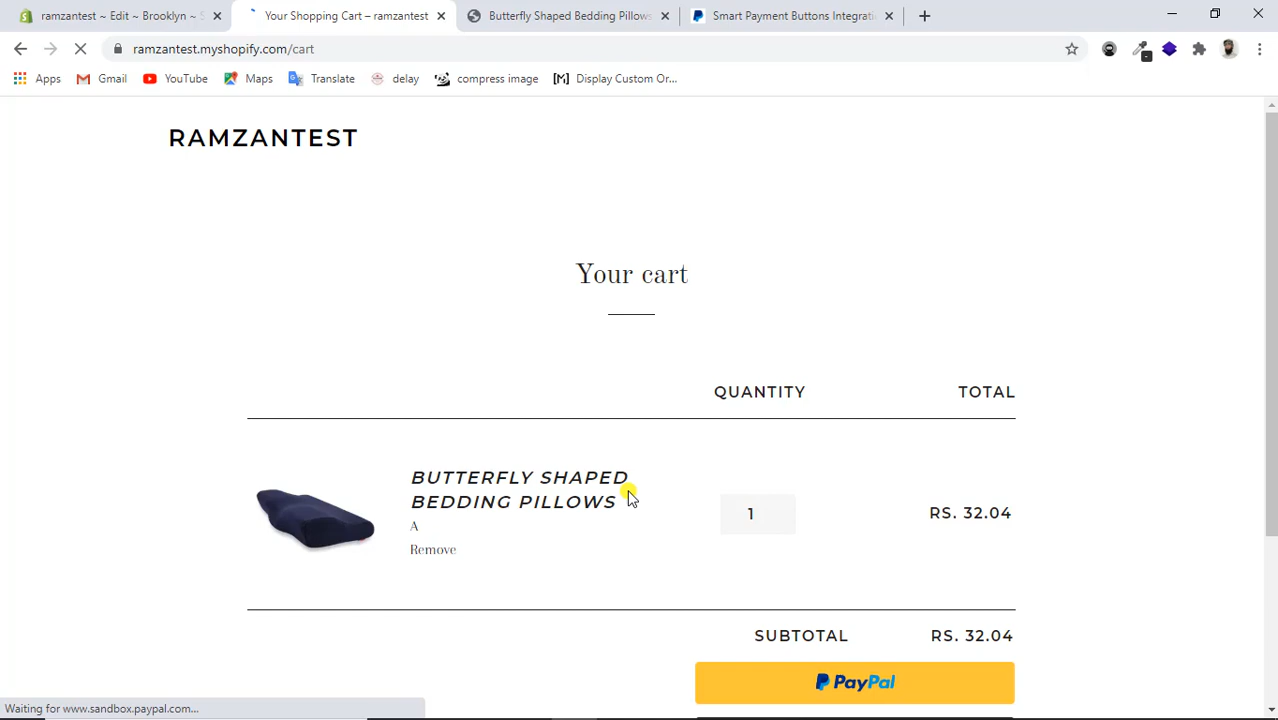 ramzantest ~ Edit ~ Brooklyn ~ S
Your Shopping Cart – ramzantest
Butterfly Shaped Bedding Pillows
Smart Payment Buttons Integrati
ramzantest.myshopify.com/cart
Apps
Gmail
YouTube
Maps
Translate
delay
compress image
Display Custom Or...
RAMZANTEST
Your cart
QUANTITY TOTAL
BUTTERFLY SHAPED
BEDDING PILLOWS
A
Remove
1
RS. 32.04
SUBTOTAL RS. 32.04
PayPal
Waiting for www.sandbox.paypal.com...